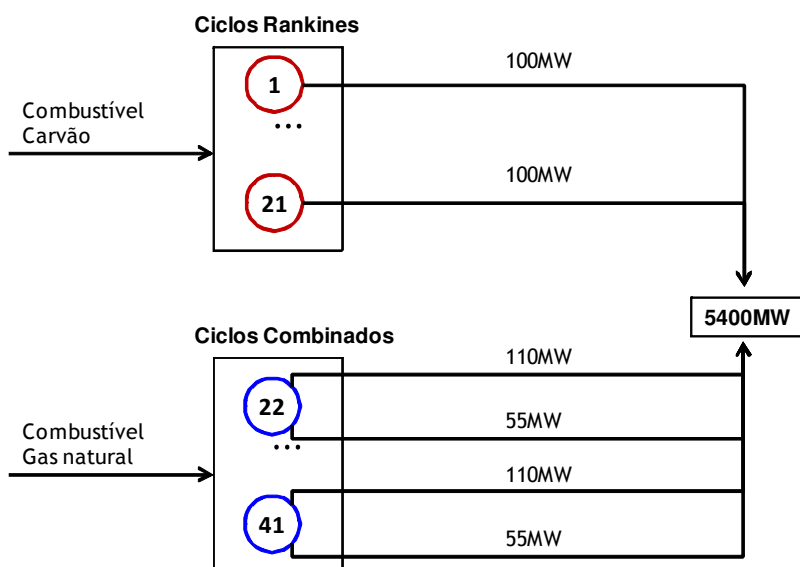 Ciclos Rankines
1
...
21
Combustível
Carvão
100MW
100MW
5400MW
Ciclos Combinados
22
...
41
Combustível
Gas natural
110MW
55MW
110MW
55MW